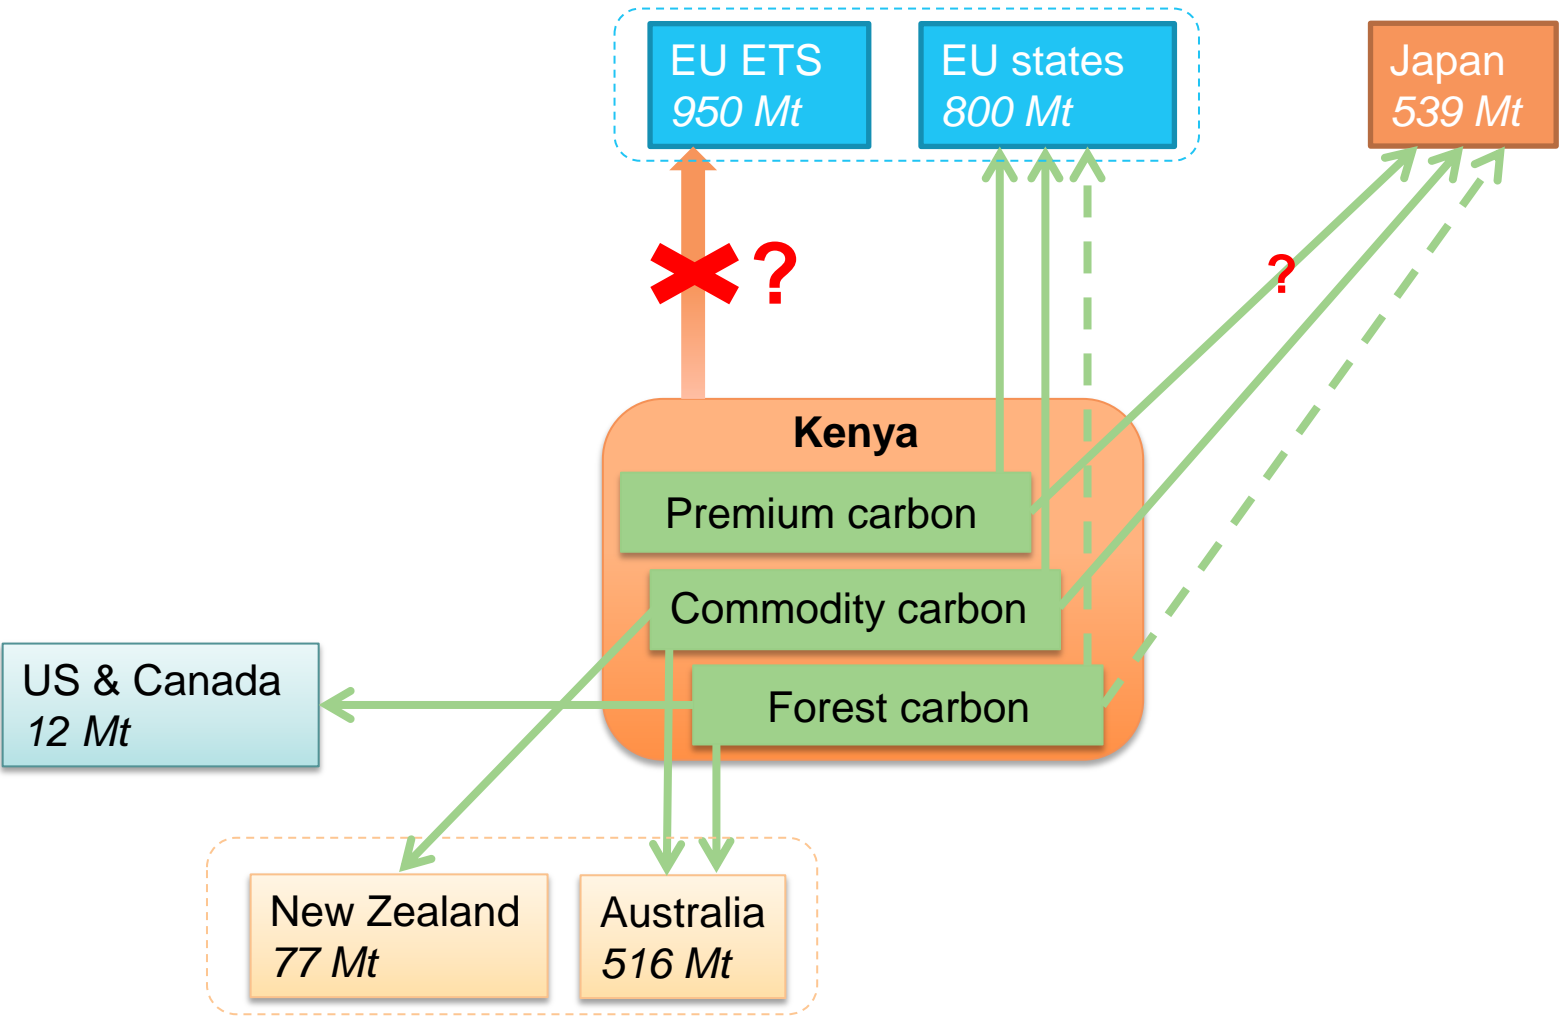 EU ETS
950 Mt
EU states
800 Mt
Japan
539 Mt
?
?
Kenya
Premium carbon
Commodity carbon
Forest carbon
US & Canada
12 Mt
New Zealand
77 Mt
Australia
516 Mt